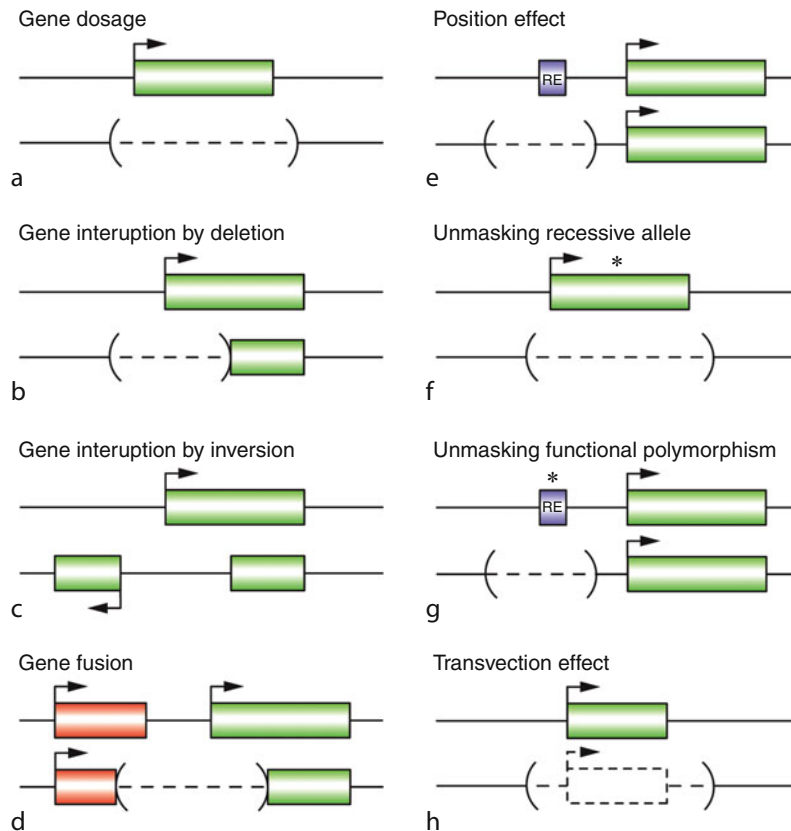 Gene dosage
a
Gene interuption by deletion
b
Gene interuption by inversion
c
Gene fusion
d
Position effect
RE
e
Unmasking recessive allele
*
f
Unmasking functional polymorphism
*
RE
g
Transvection effect
h